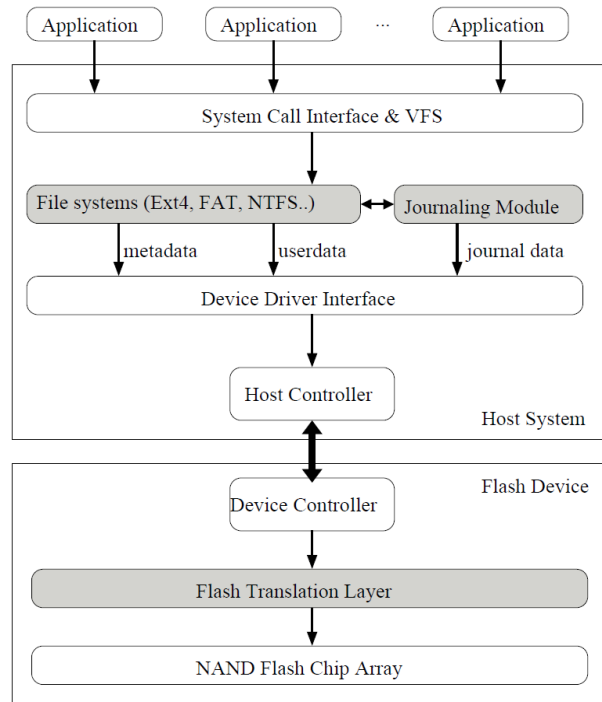 Application Application ... Application
System Call Interface & VFS
File systems (Ext4, FAT, NTFS..) Journaling Module
metadata userdata journal data
Device Driver Interface
Host Controller
Host System
Flash Device
Device Controller
Flash Translation Layer
NAND Flash Chip Array